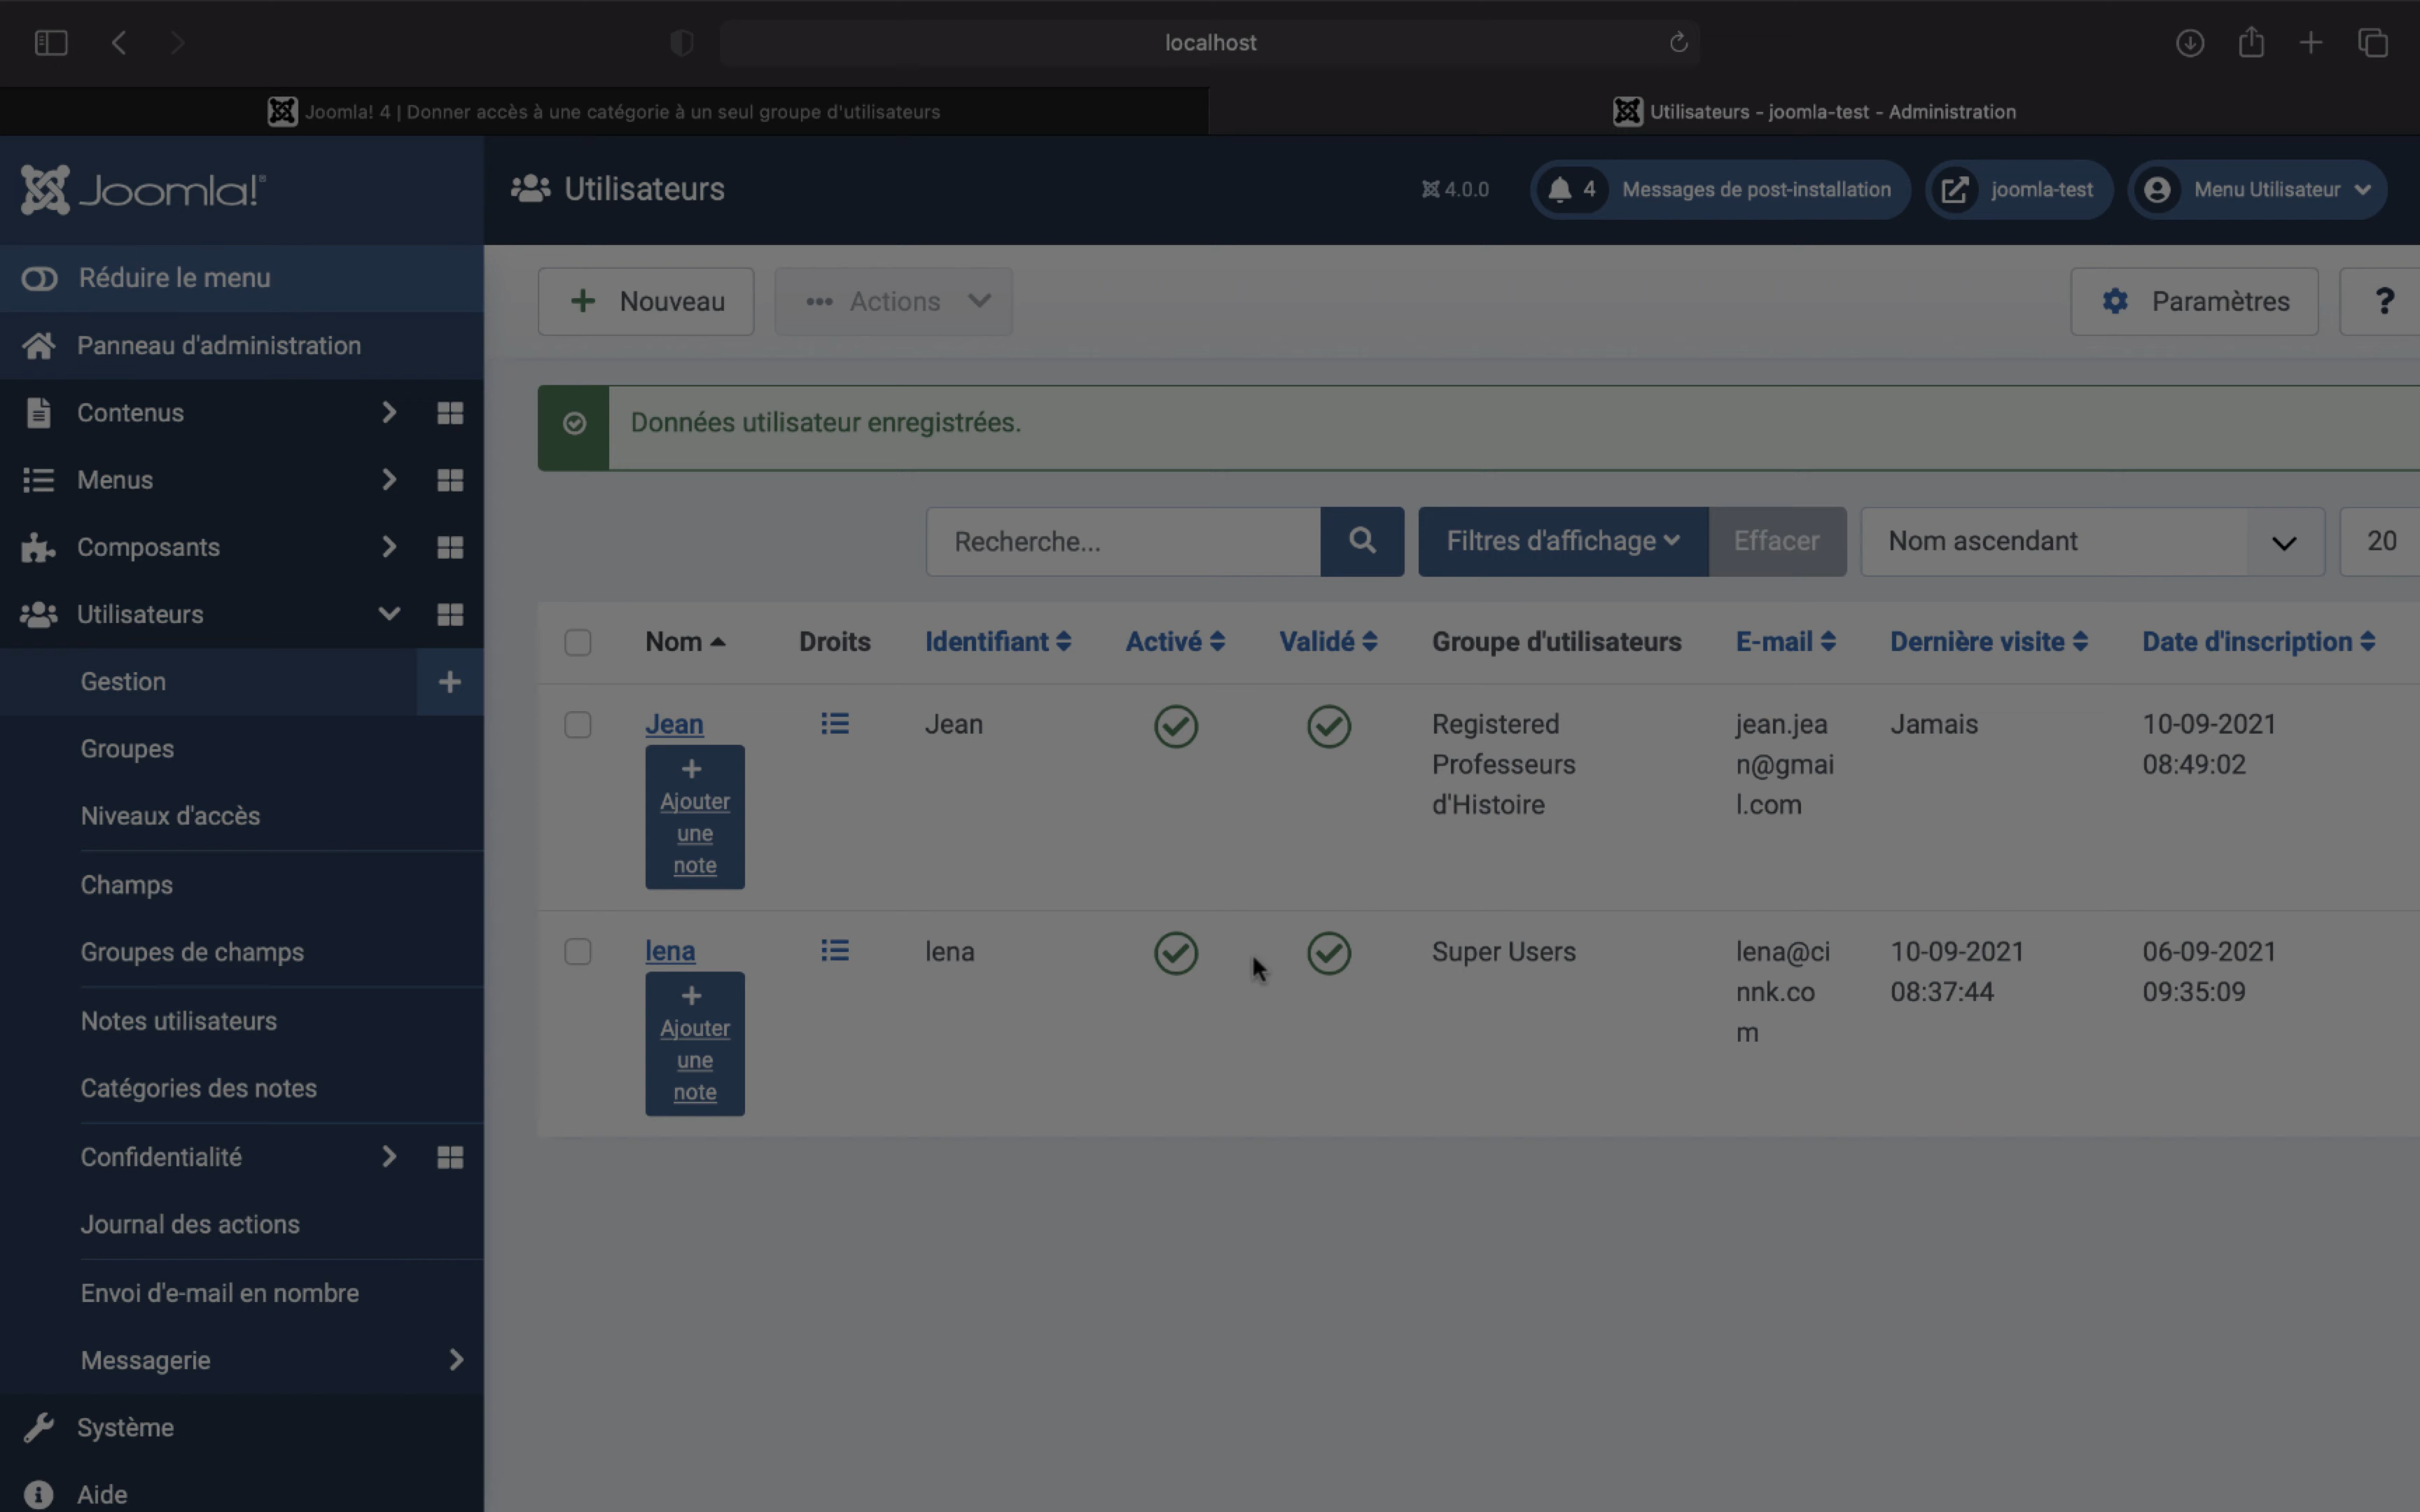 localhost
Joomla! 4 | Donner accès à une catégorie à un seul groupe d'utilisateurs
Utilisateurs - joomla-test - Administration
Joomla!®
Utilisateurs
4.0.0
4 Messages de post-installation
joomla-test
Menu Utilisateur
Réduire le menu
Panneau d'administration
Contenus
Menus
Composants
Utilisateurs
Gestion
Groupes
Niveaux d'accès
Champs
Groupes de champs
Notes utilisateurs
Catégories des notes
Confidentialité
Journal des actions
Envoi d'e-mail en nombre
Messagerie
Système
Aide
+ Nouveau
••• Actions
Paramètres
?
Données utilisateur enregistrées.
Recherche...
Filtres d'affichage
Effacer
Nom ascendant
20
Nom Droits Identifiant Activé Validé Groupe d'utilisateurs E-mail Dernière visite Date d'inscription
Jean Jean Registered jean.jea Jamais 10-09-2021
Professeurs n@gmai 08:49:02
d'Histoire l.com
+
Ajouter
une
note
lena lena Super Users lena@ci 10-09-2021 06-09-2021
nnk.co 08:37:44 09:35:09
m
+
Ajouter
une
note